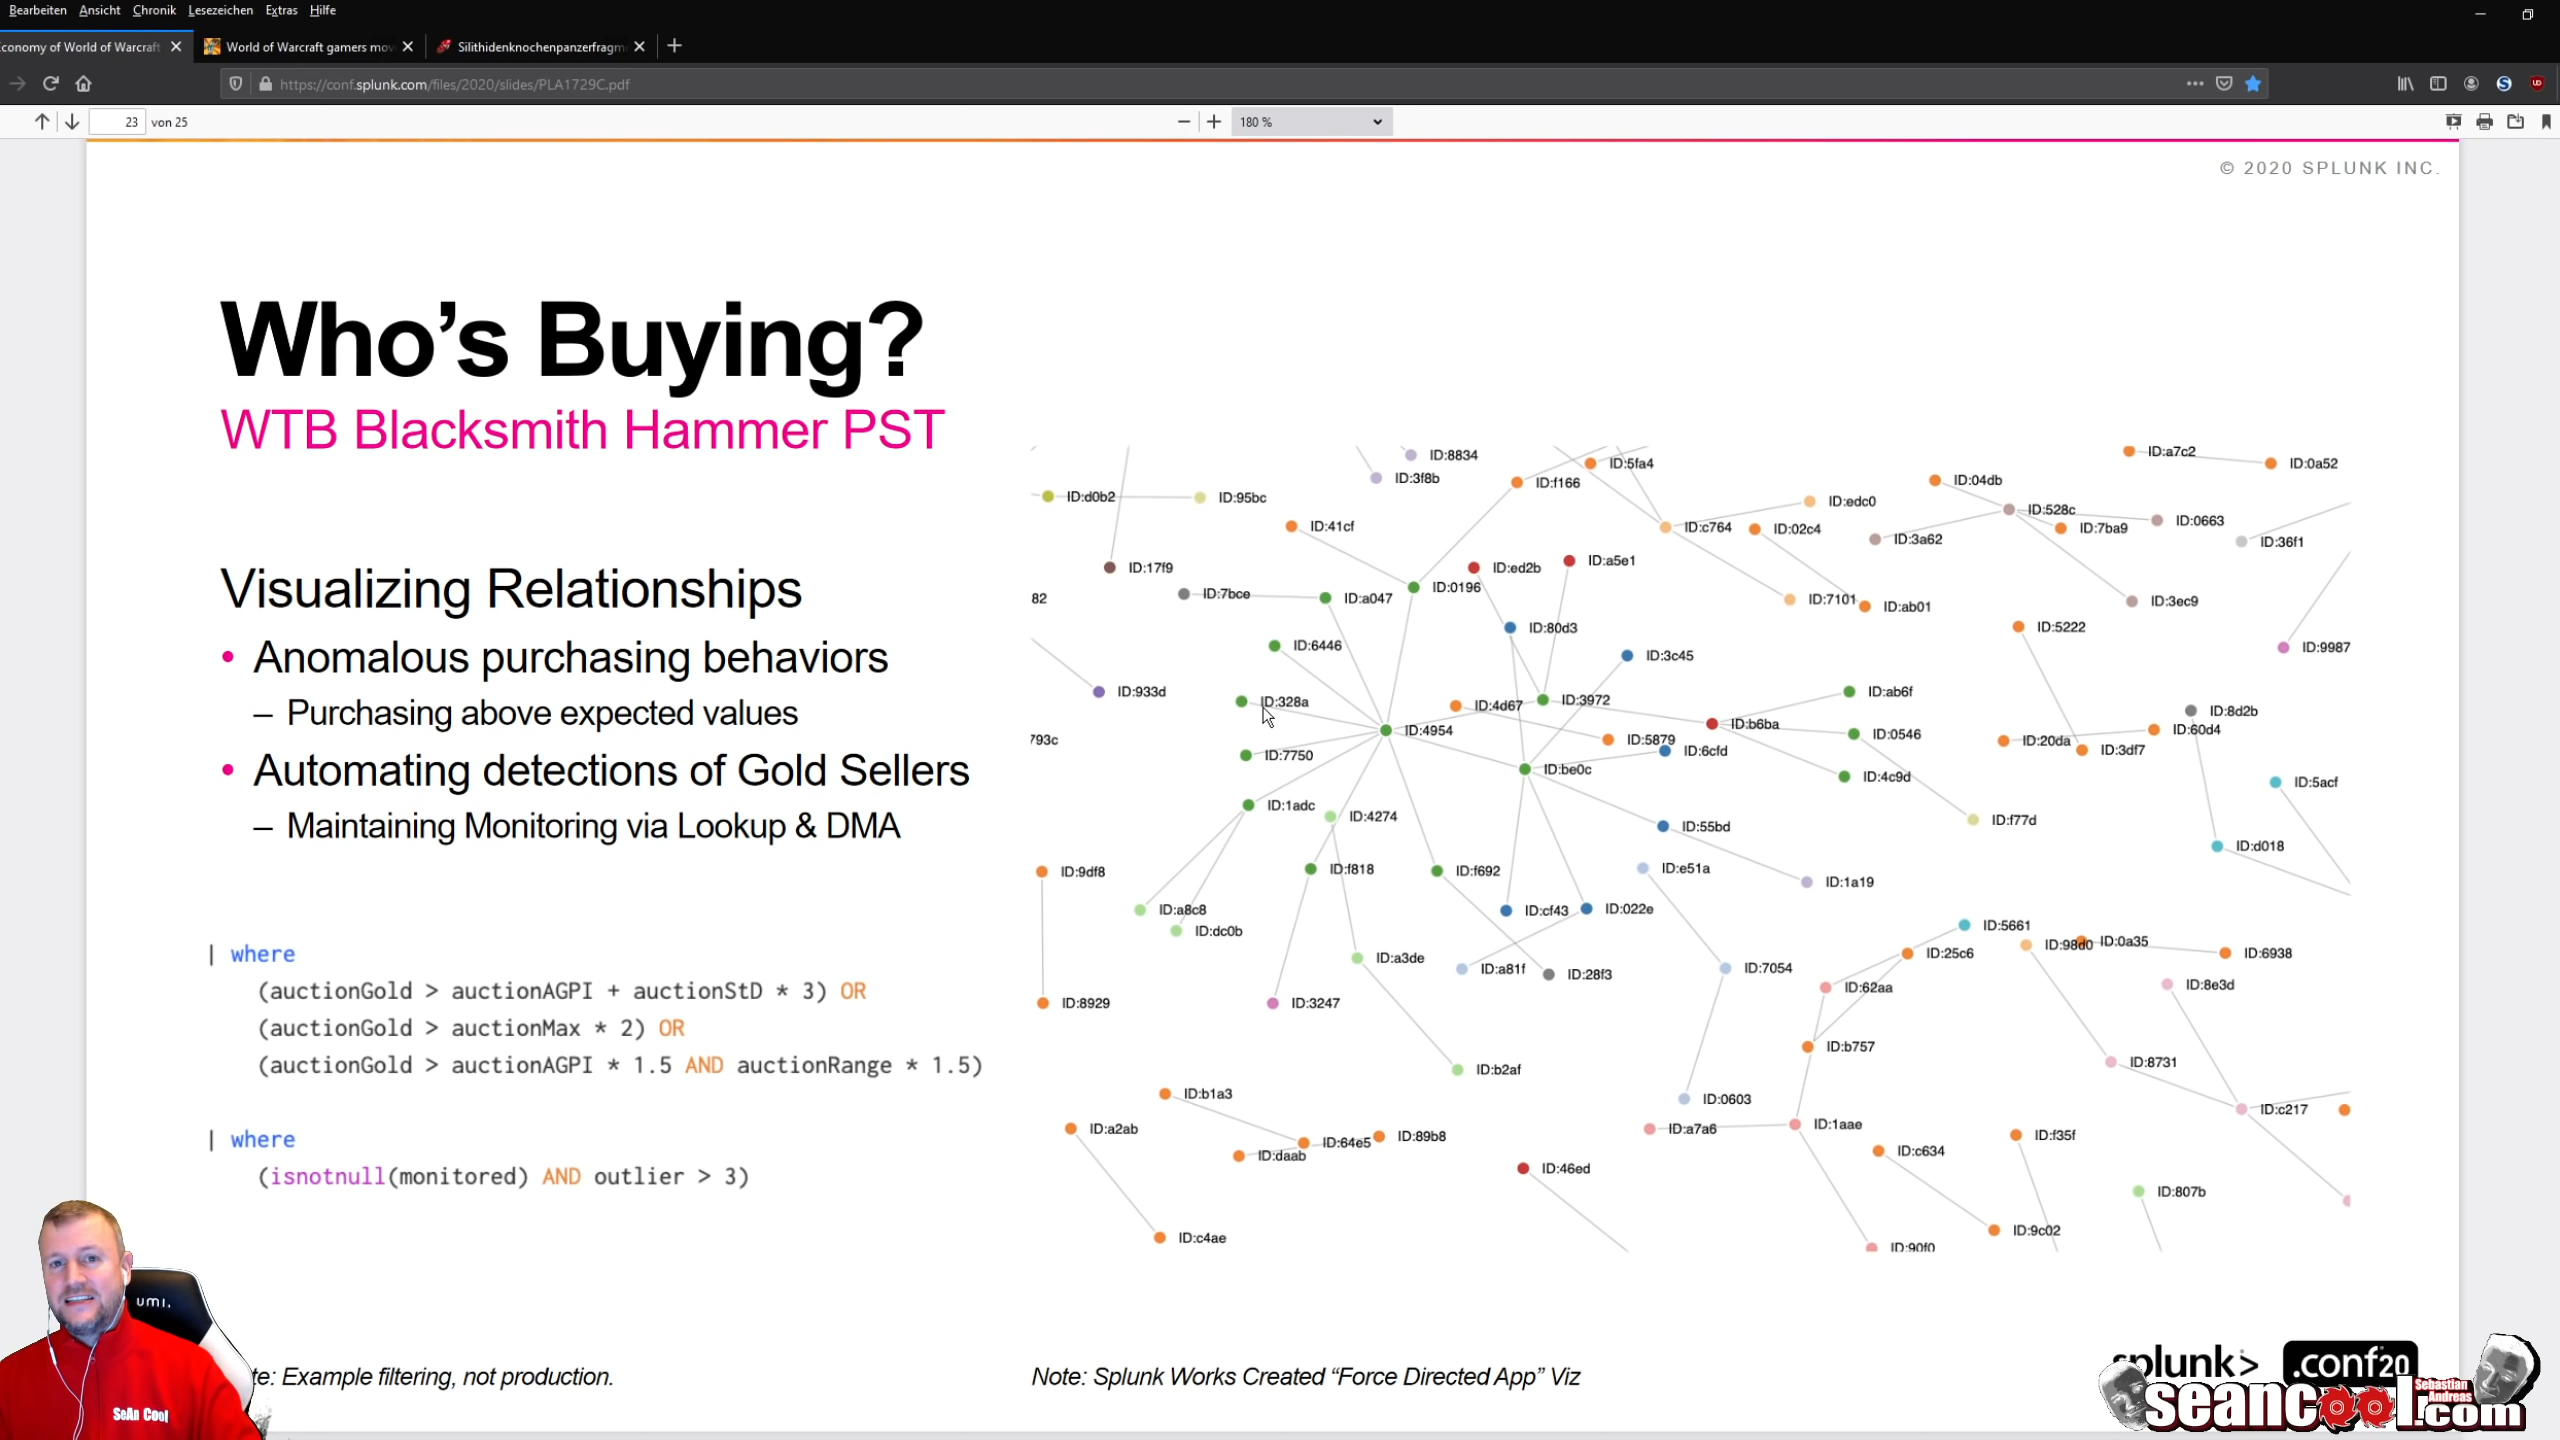 Bearbeiten Ansicht Chronik Lesezeichen Extras Hilfe
conomy of World of Warcraft
World of Warcraft gamers mov
Silithidenknochenpanzerfragm
https://conf.splunk.com/files/2020/slides/PLA1729C.pdf
23 von 25
180 %
© 2020 SPLUNK INC.
Who's Buying?
WTB Blacksmith Hammer PST
Visualizing Relationships
• Anomalous purchasing behaviors
– Purchasing above expected values
• Automating detections of Gold Sellers
– Maintaining Monitoring via Lookup & DMA
| where
(auctionGold > auctionAGPI + auctionStD * 3) OR
(auctionGold > auctionMax * 2) OR
(auctionGold > auctionAGPI * 1.5 AND auctionRange * 1.5)
| where
(isnotnull(monitored) AND outlier > 3)
te: Example filtering, not production.
ID:a7c2
ID:8834
ID:5fa4
ID:0a52
ID:3f8b
ID:f166
ID:04db
ID:d0b2
ID:95bc
ID:edc0
ID:528c
ID:0663
ID:41cf
ID:c764
ID:02c4
ID:7ba9
ID:3a62
ID:36f1
ID:17f9
ID:ed2b
ID:a5e1
ID:0196
ID:7bce
82
ID:a047
ID:7101
ID:3ec9
ID:ab01
ID:80d3
ID:5222
ID:6446
ID:9987
ID:3c45
ID:933d
ID:ab6f
ID:328a
ID:3972
ID:4d67
ID:8d2b
ID:b6ba
ID:4954
ID:60d4
ID:0546
793c
ID:5879
ID:20da
ID:6cfd
ID:3df7
ID:7750
ID:be0c
ID:4c9d
ID:5acf
ID:1adc
ID:4274
ID:f77d
ID:55bd
ID:d018
ID:9df8
ID:f818
ID:f692
ID:e51a
ID:1a19
ID:a8c8
ID:cf43
ID:022e
ID:dc0b
ID:5661
ID:98d0
ID:0a35
ID:25c6
ID:6938
ID:a3de
ID:a81f
ID:28f3
ID:7054
ID:62aa
ID:8e3d
ID:8929
ID:3247
ID:b757
ID:8731
ID:b2af
ID:b1a3
ID:0603
ID:c217
ID:a2ab
ID:64e5
ID:89b8
ID:a7a6
ID:1aae
ID:f35f
ID:daab
ID:c634
ID:46ed
ID:807b
ID:9c02
ID:c4ae
ID:90f0
Note: Splunk Works Created “Force Directed App” Viz
splunk> .conf20
umi.
SeAn Cool
Sebastian
Andreas
seancool.com